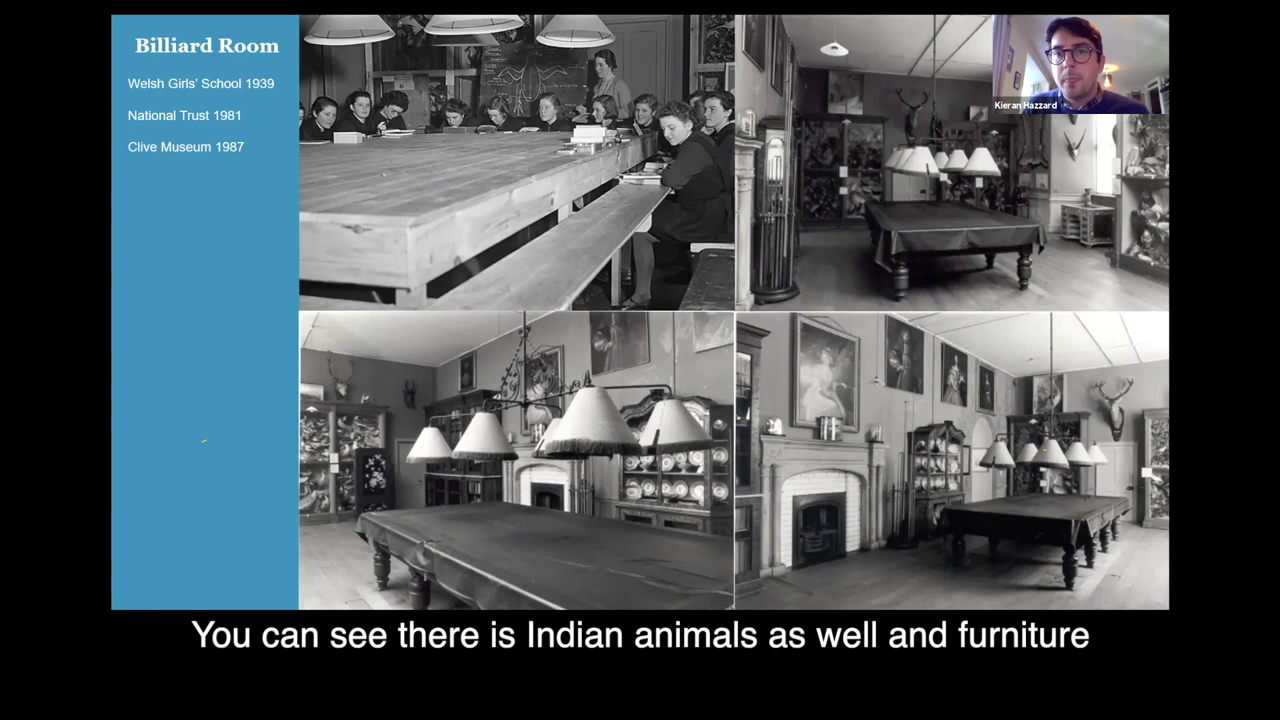 Billiard Room
Welsh Girls' School 1939
National Trust 1981
Clive Museum 1987
Kieran Hazzard
You can see there is Indian animals as well and furniture